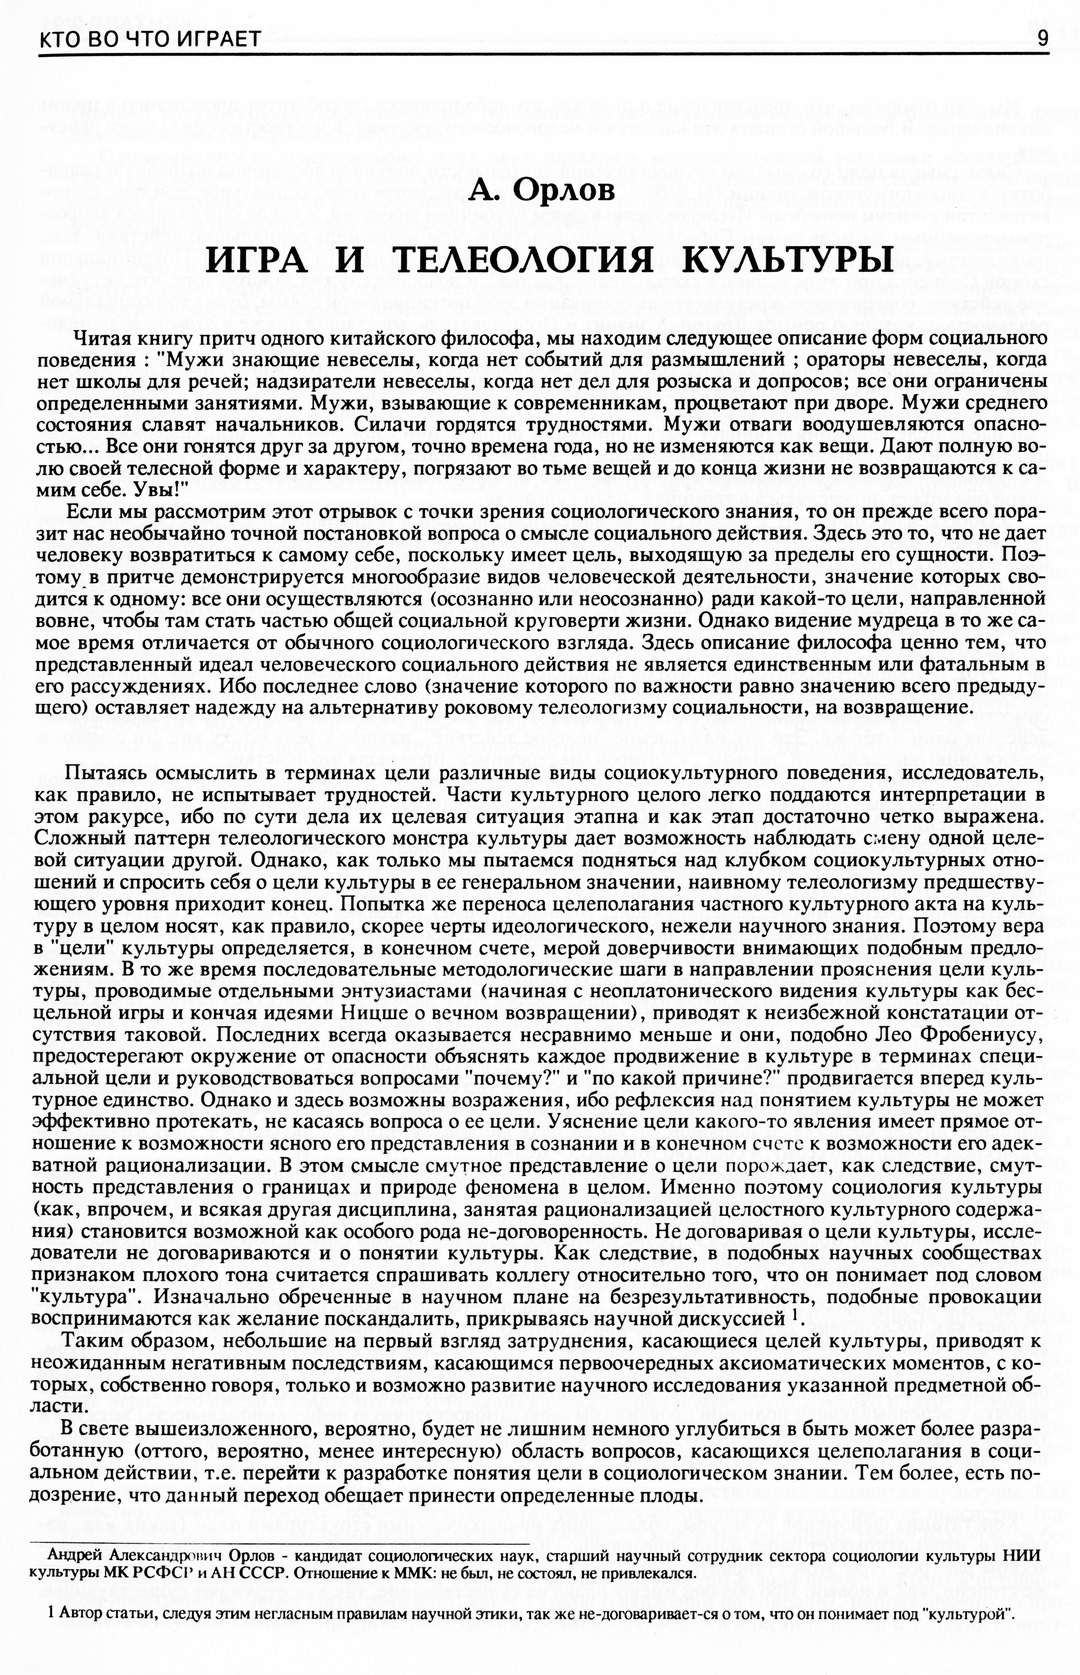 КТО ВО ЧТО ИГРАЕТ 9
А. Орлов
ИГРА И ТЕЛЕОЛОГИЯ КУЛЬТУРЫ
Читая книгу притч одного китайского философа, мы находим следующее описание форм социального
поведения : "Мужи знающие невеселы, когда нет событий для размышлений ; ораторы невеселы, когда
нет школы для речей; надзиратели невеселы, когда нет дел для розыска и допросов; все они ограничены
определенными занятиями. Мужи, взывающие к современникам, процветают при дворе. Мужи среднего
состояния славят начальников. Силачи гордятся трудностями. Мужи отваги воодушевляются опасно-
стью... Все они гонятся друг за другом, точно времена года, но не изменяются как вещи. Дают полную во-
лю своей телесной форме и характеру, погрязают во тьме вещей и до конца жизни не возвращаются к са-
мим себе. Увы!"
Если мы рассмотрим этот отрывок с точки зрения социологического знания, то он прежде всего пора-
зит нас необычайно точной постановкой вопроса о смысле социального действия. Здесь это то, что не дает
человеку возвратиться к самому себе, поскольку имеет цель, выходящую за пределы его сущности. Поэ-
тому в притче демонстрируется многообразие видов человеческой деятельности, значение которых сво-
дится к одному: все они осуществляются (осознанно или неосознанно) ради какой-то цели, направленной
вовне, чтобы там стать частью общей социальной круговерти жизни. Однако видение мудреца в то же са-
мое время отличается от обычного социологического взгляда. Здесь описание философа ценно тем, что
представленный идеал человеческого социального действия не является единственным или фатальным в
его рассуждениях. Ибо последнее слово (значение которого по важности равно значению всего предыду-
щего) оставляет надежду на альтернативу роковому телеологизму социальности, на возвращение.
Пытаясь осмыслить в терминах цели различные виды социокультурного поведения, исследователь,
как правило, не испытывает трудностей. Части культурного целого легко поддаются интерпретации в
этом ракурсе, ибо по сути дела их целевая ситуация этапна и как этап достаточно четко выражена.
Сложный паттерн телеологического монстра культуры дает возможность наблюдать смену одной целе-
вой ситуации другой. Однако, как только мы пытаемся подняться над клубком социокультурных отно-
шений и спросить себя о цели культуры в ее генеральном значении, наивному телеологизму предшеству-
ющего уровня приходит конец. Попытка же переноса целеполагания частного культурного акта на куль-
туру в целом носят, как правило, скорее черты идеологического, нежели научного знания. Поэтому вера
в "цели" культуры определяется, в конечном счете, мерой доверчивости внимающих подобным предло-
жениям. В то же время последовательные методологические шаги в направлении прояснения цели куль-
туры, проводимые отдельными энтузиастами (начиная с неоплатонического видения культуры как бес-
цельной игры и кончая идеями Ницше о вечном возвращении), приводят к неизбежной констатации от-
сутствия таковой. Последних всегда оказывается несравнимо меньше и они, подобно Лео Фробениусу,
предостерегают окружение от опасности объяснять каждое продвижение в культуре в терминах специ-
альной цели и руководствоваться вопросами "почему?" и "по какой причине?" продвигается вперед куль-
турное единство. Однако и здесь возможны возражения, ибо рефлексия над понятием культуры не может
эффективно протекать, не касаясь вопроса о ее цели. Уяснение цели какого-то явления имеет прямое от-
ношение к возможности ясного его представления в сознании и в конечном счете к возможности его адек-
ватной рационализации. В этом смысле смутное представление о цели порождает, как следствие, смут-
ность представления о границах и природе феномена в целом. Именно поэтому социология культуры
(как, впрочем, и всякая другая дисциплина, занятая рационализацией целостного культурного содержа-
ния) становится возможной как особого рода не-договоренность. Не договаривая о цели культуры, иссле-
дователи не договариваются и о понятии культуры. Как следствие, в подобных научных сообществах
признаком плохого тона считается спрашивать коллегу относительно того, что он понимает под словом
"культура". Изначально обреченные в научном плане на безрезультативность, подобные провокации
воспринимаются как желание поскандалить, прикрываясь научной дискуссией 1.
Таким образом, небольшие на первый взгляд затруднения, касающиеся целей культуры, приводят к
неожиданным негативным последствиям, касающимся первоочередных аксиоматических моментов, с ко-
торых, собственно говоря, только и возможно развитие научного исследования указанной предметной об-
ласти.
В свете вышеизложенного, вероятно, будет не лишним немного углубиться в быть может более разра-
ботанную (оттого, вероятно, менее интересную) область вопросов, касающихся целеполагания в соци-
альном действии, т.е. перейти к разработке понятия цели в социологическом знании. Тем более, есть по-
дозрение, что данный переход обещает принести определенные плоды.
Андрей Александрович Орлов - кандидат социологических наук, старший научный сотрудник сектора социологии культуры НИИ
культуры МК РСФСР и АН СССР. Отношение к ММК: не был, не состоял, не привлекался.
1 Автор статьи, следуя этим негласным правилам научной этики, так же не-договаривает-ся о том, что он понимает под "культурой".